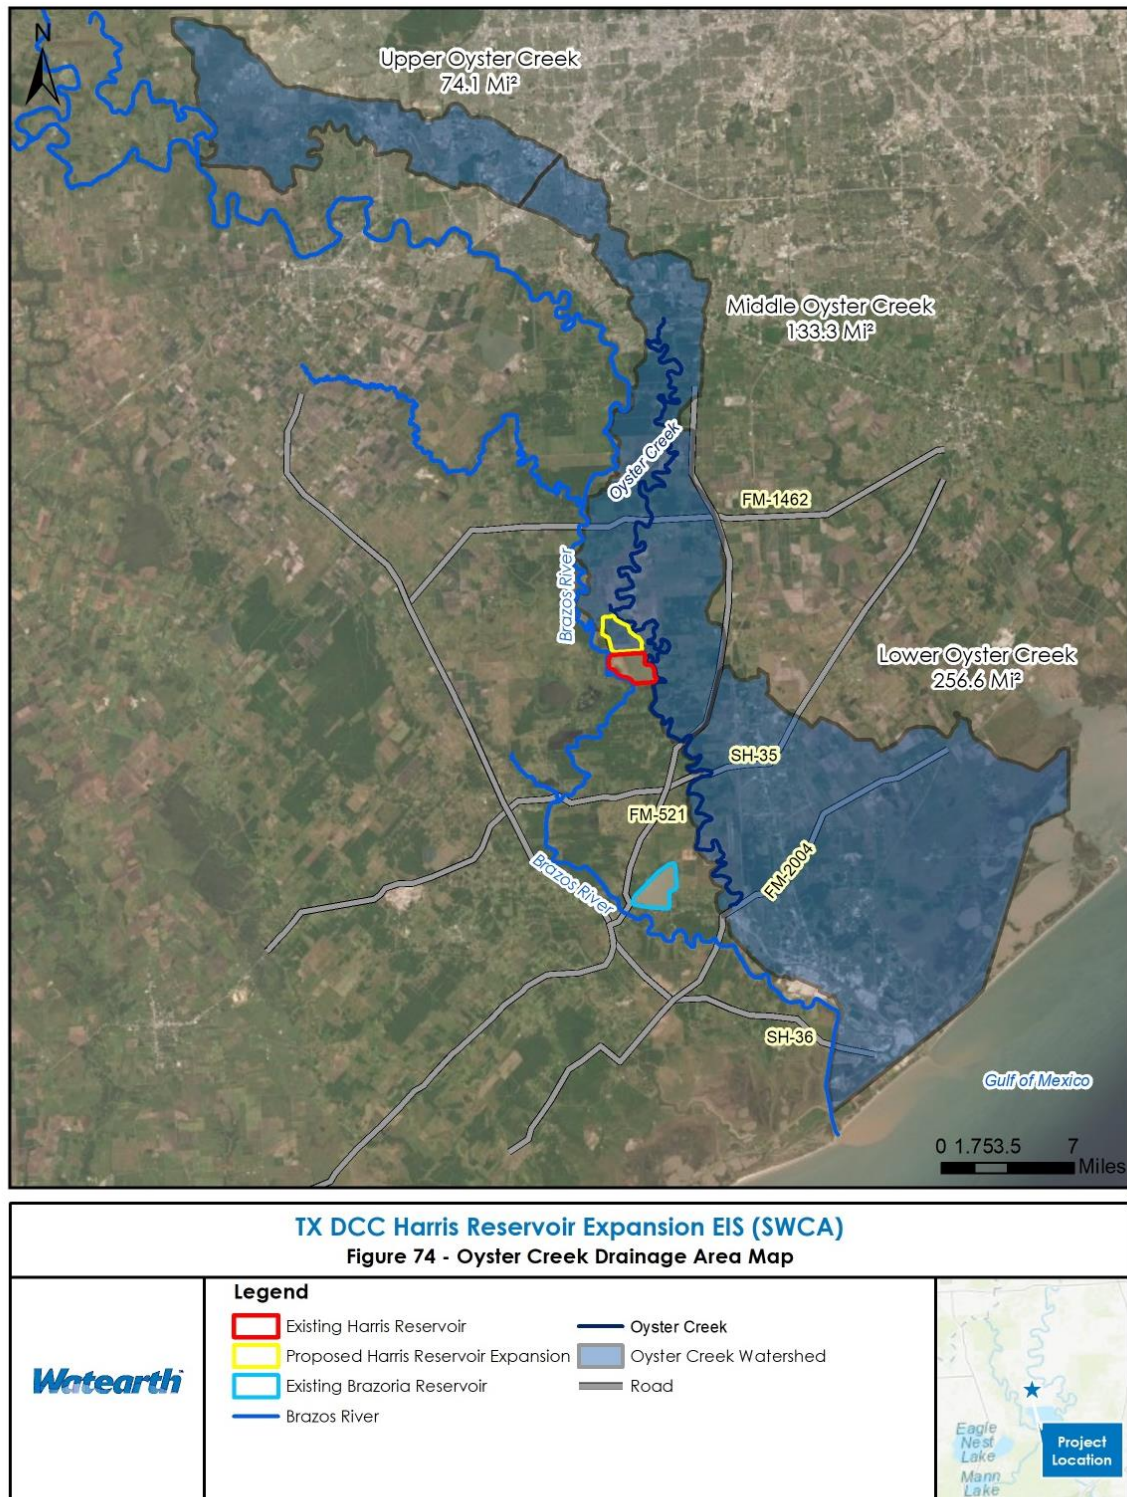 N
Upper Oyster Creek
74.1 Mi²
Middle Oyster Creek
133.3 Mi²
Oyster Creek
FM-1462
Brazos River
Lower Oyster Creek
256.6 Mi²
SH-35
FM-521
Brazos River
FM-2004
SH-36
Gulf of Mexico
0 1.753.5 7
Miles
TX DCC Harris Reservoir Expansion EIS (SWCA)
Figure 74 - Oyster Creek Drainage Area Map
Watearth™
Legend
Existing Harris Reservoir
Proposed Harris Reservoir Expansion
Existing Brazoria Reservoir
Brazos River
Oyster Creek
Oyster Creek Watershed
Road
Eagle
Nest
Lake
Mann
Lake
Project
Location